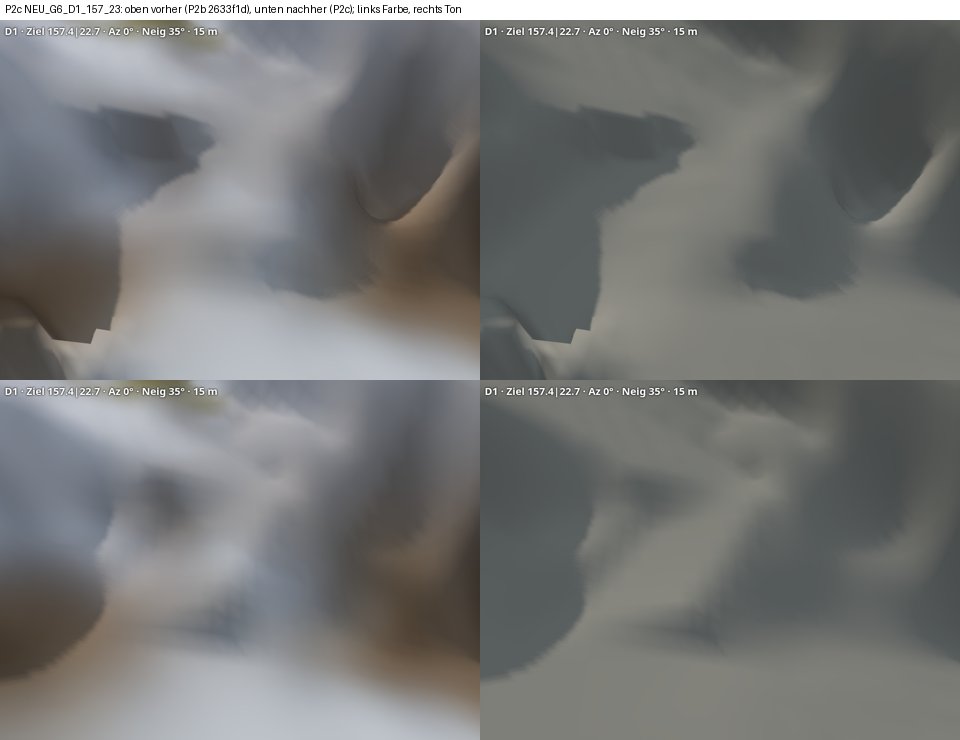 P2c NEU_G6_D1_157_23: oben vorher (P2b 2633f1d), unten nachher (P2c); links Farbe, rechts Ton
D1 · Ziel 157.4|22.7 · Az 0° · Neig 35° · 15 m
D1 · Ziel 157.4|22.7 · Az 0° · Neig 35° · 15 m
D1 · Ziel 157.4|22.7 · Az 0° · Neig 35° · 15 m
D1 · Ziel 157.4|22.7 · Az 0° · Neig 35° · 15 m